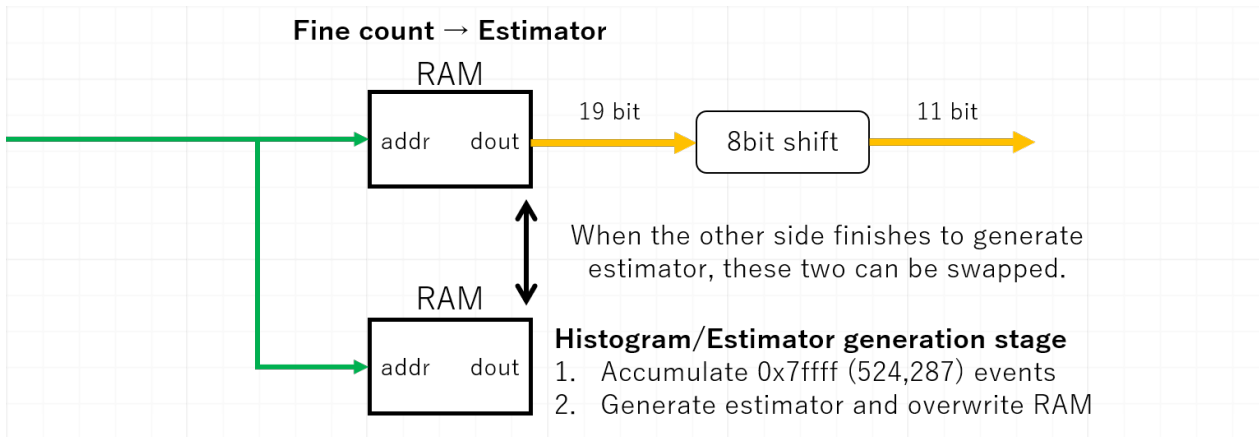 Fine count → Estimator
RAM
addr dout
19 bit
8bit shift
11 bit
When the other side finishes to generate
estimator, these two can be swapped.
RAM
addr dout
Histogram/Estimator generation stage
1. Accumulate 0x7ffff (524,287) events
2. Generate estimator and overwrite RAM